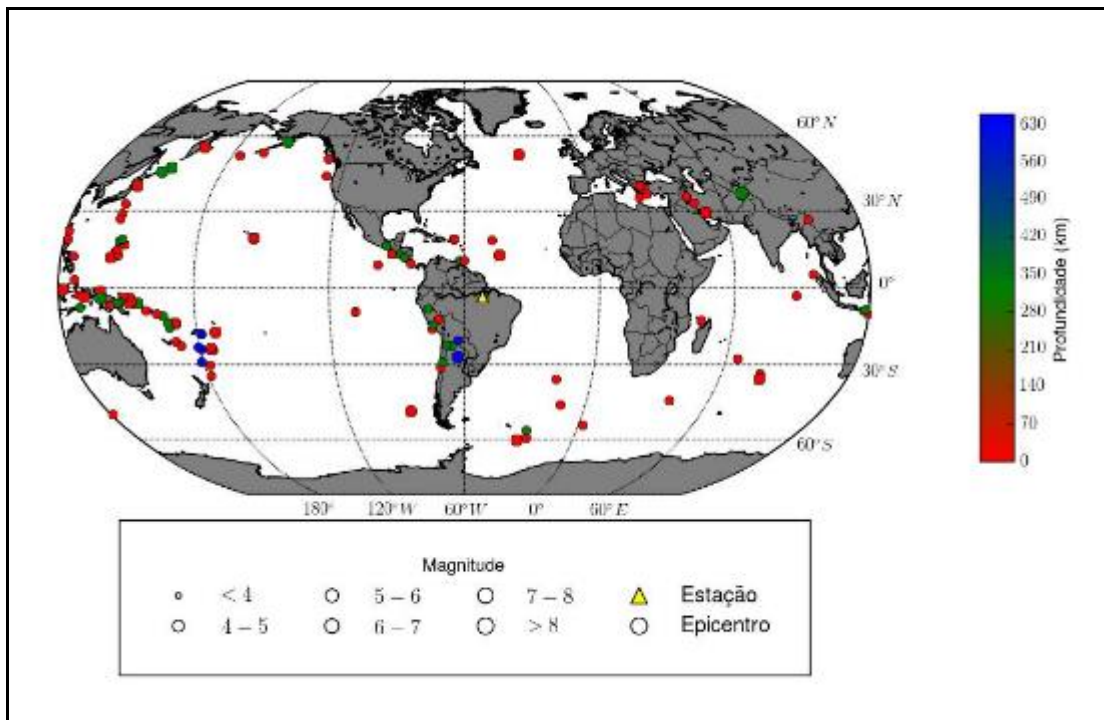 60° N
30° N
0°
30° S
60° S
180° 120° W 60° W 0° 60° E
630
560
490
420
350
280
210
140
70
0
Profundicade (km)
Magnitude
< 4 5 – 6 7 – 8 Estação
4 – 5 6 – 7 > 8 Epicentro